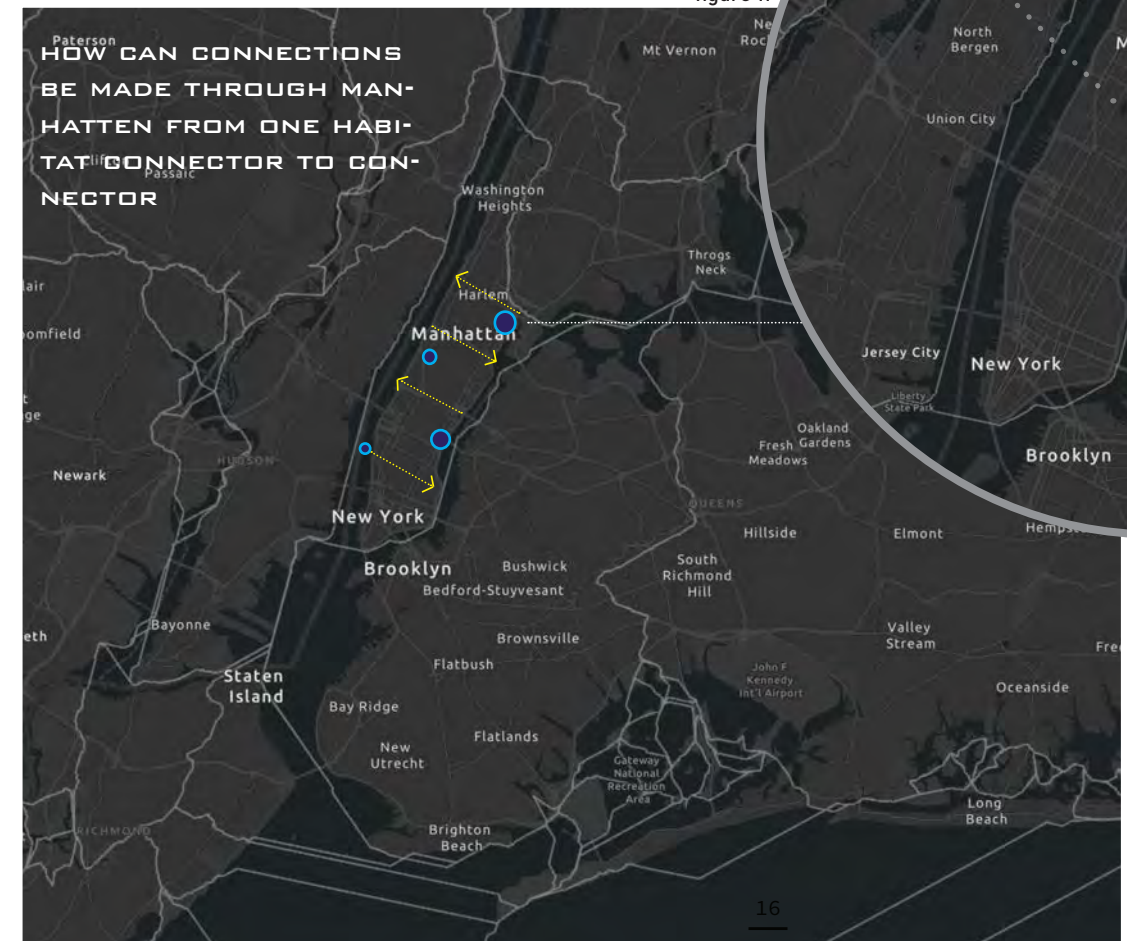 HOW CAN CONNECTIONS
BE MADE THROUGH MAN-
HATTEN FROM ONE HABI-
TAT CONNECTOR TO CON-
NECTOR
Paterson
Passaic
Mt Vernon
Washington
Heights
Throgs
Neck
Harlem
Manhattan
Newark
HUDSON
New York
Brooklyn
Bushwick
Bedford-Stuyvesant
Brownsville
Flatbush
Bayonne
Staten
Island
Bay Ridge
New
Utrecht
Flatlands
Brighton
Beach
RICHMOND
Gateway
National
Recreation
Area
John F
Kennedy
Int'l Airport
South
Richmond
Hill
QUEENS
Fresh
Meadows
Oakland
Gardens
Hillside
Elmont
Valley
Stream
Oceanside
Long
Beach
North
Bergen
Union City
Jersey City
New York
Liberty
State Park
Brooklyn
16